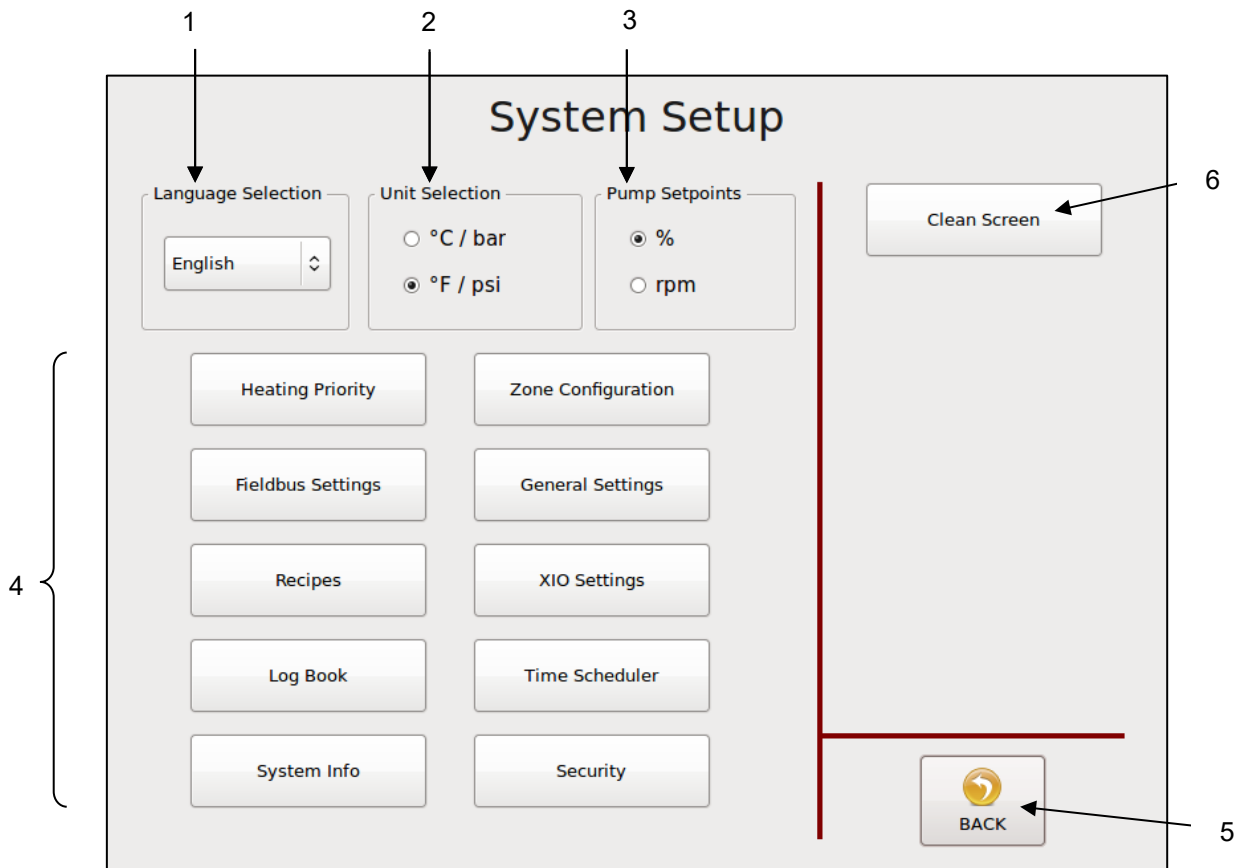 1 2 3
System Setup
Language Selection Unit Selection Pump Setpoints
6
Clean Screen
°C / bar %
English
°F / psi rpm
Heating Priority Zone Configuration
Fieldbus Settings General Settings
4
Recipes XIO Settings
Log Book Time Scheduler
System Info Security
BACK
5